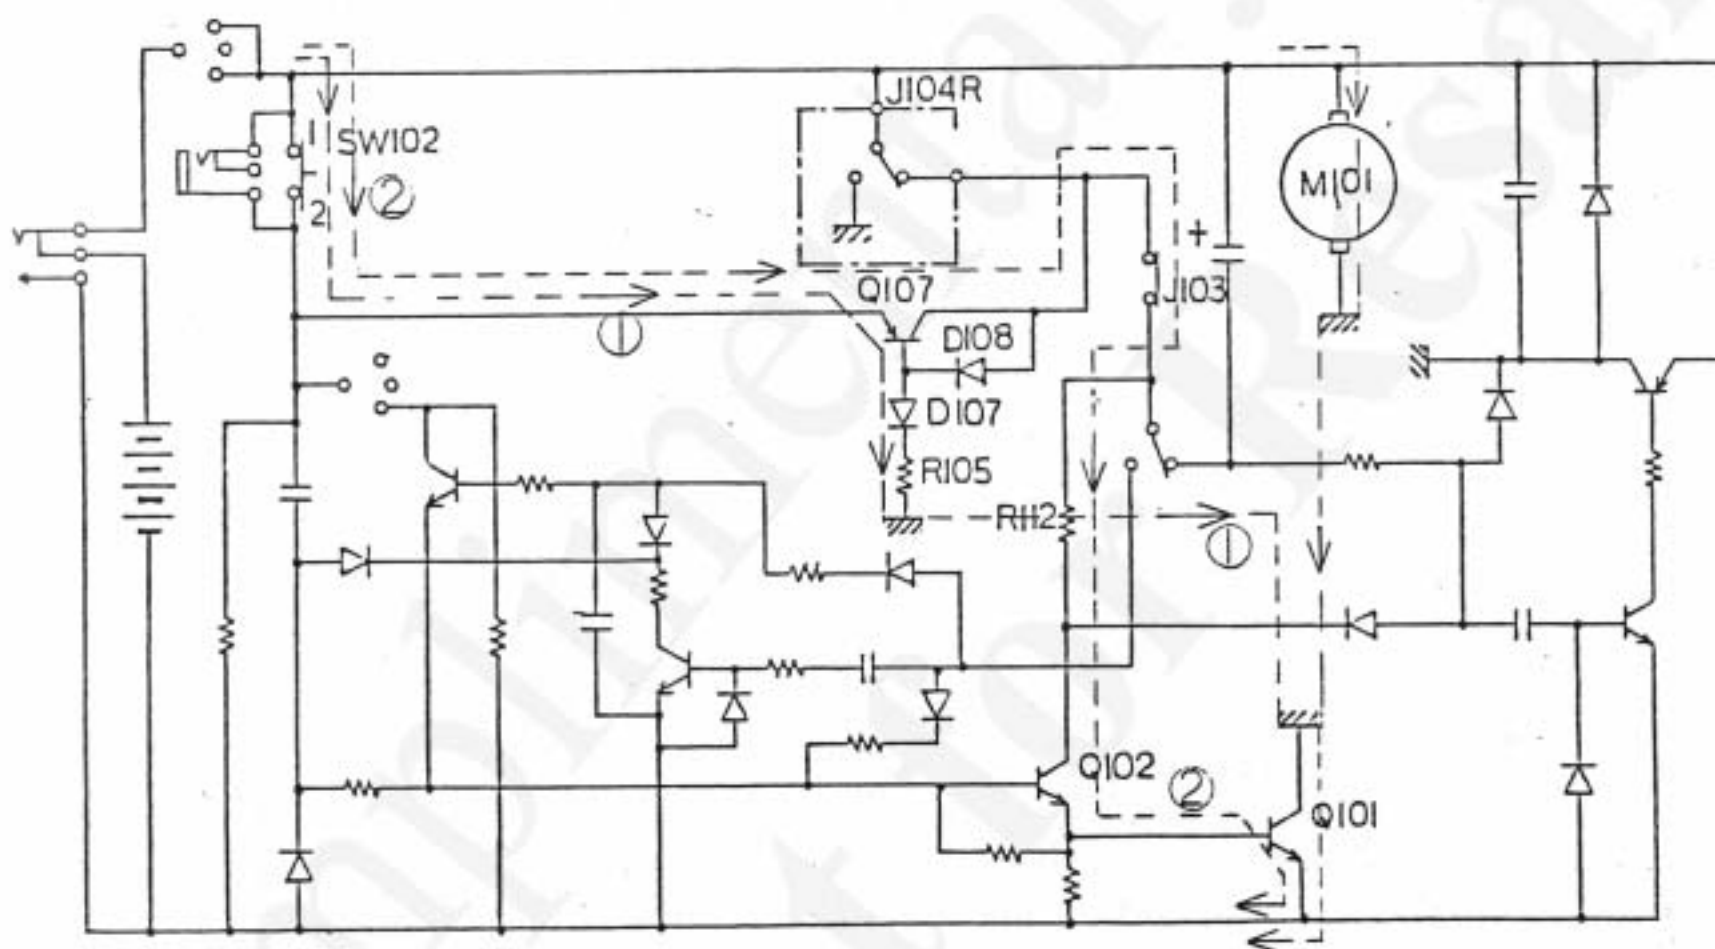 J104R
1
SW102
2
②
M101
+
Q107
J103
①
D108
D107
R105
R112
①
Q102
②
Q101